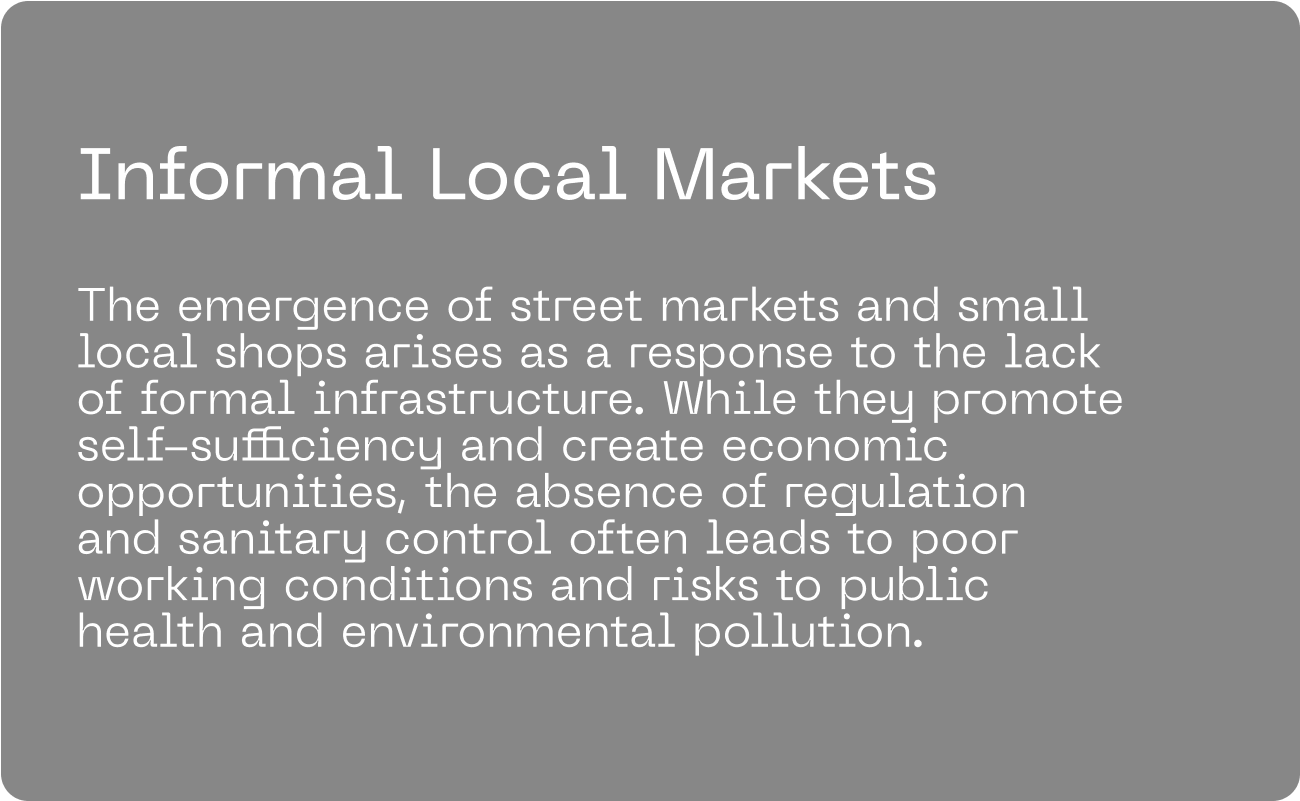 Informal Local Markets
The emergence of street markets and small
local shops arises as a response to the lack
of formal infrastructure. While they promote
self-sufficiency and create economic
opportunities, the absence of regulation
and sanitary control often leads to poor
working conditions and risks to public
health and environmental pollution.